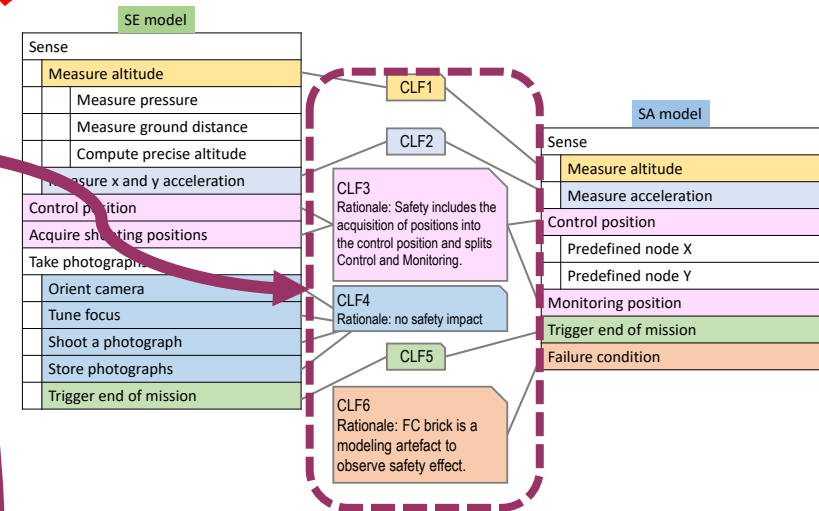 SE model
Sense
Measure altitude
Measure pressure
Measure ground distance
Compute precise altitude
Measure x and y acceleration
Control position
Acquire shooting positions
Take photographs
Orient camera
Tune focus
Shoot a photograph
Store photographs
Trigger end of mission
CLF1
CLF2
CLF3
Rationale: Safety includes the
acquisition of positions into
the control position and splits
Control and Monitoring.
CLF4
Rationale: no safety impact
CLF5
CLF6
Rationale: FC brick is a
modeling artefact to
observe safety effect.
SA model
Sense
Measure altitude
Measure acceleration
Control position
Predefined node X
Predefined node Y
Monitoring position
Trigger end of mission
Failure condition